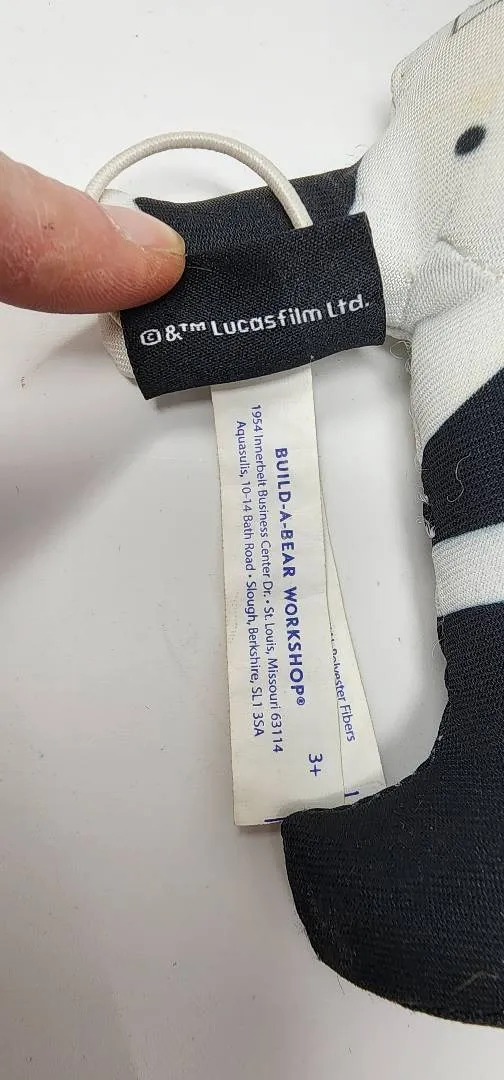 ©&™ Lucasfilm Ltd.
BUILD-A-BEAR WORKSHOP®
1954 Innerbelt Business Center Dr. • St. Louis, Missouri 63114
Aquasulis, 10-14 Bath Road • Slough, Berkshire, SL1 3SA
3+
Polyester Fibers